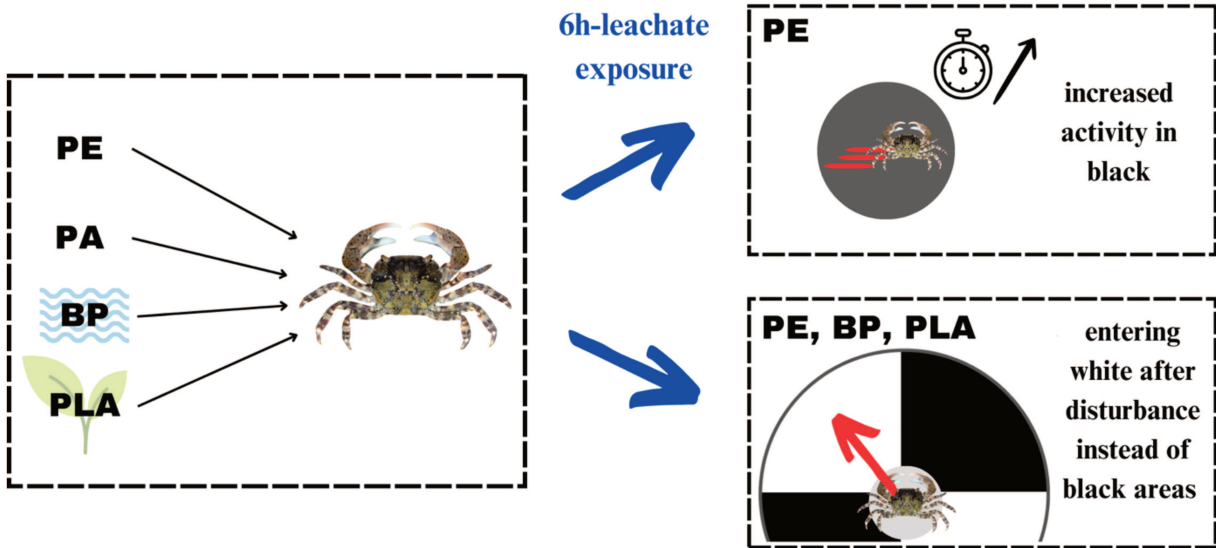 PE
PA
BP
PLA
6h-leachate
exposure
PE
increased
activity in
black
PE, BP, PLA
entering
white after
disturbance
instead of
black areas